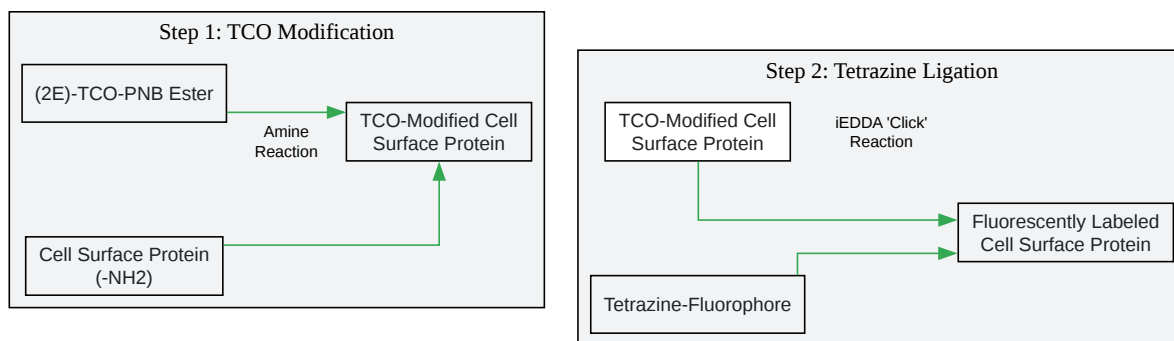 Step 1: TCO Modification
(2E)-TCO-PNB Ester
Amine
Reaction
TCO-Modified Cell
Surface Protein
Cell Surface Protein
(-NH2)
Step 2: Tetrazine Ligation
TCO-Modified Cell
Surface Protein
iEDDA 'Click'
Reaction
Fluorescently Labeled
Cell Surface Protein
Tetrazine-Fluorophore